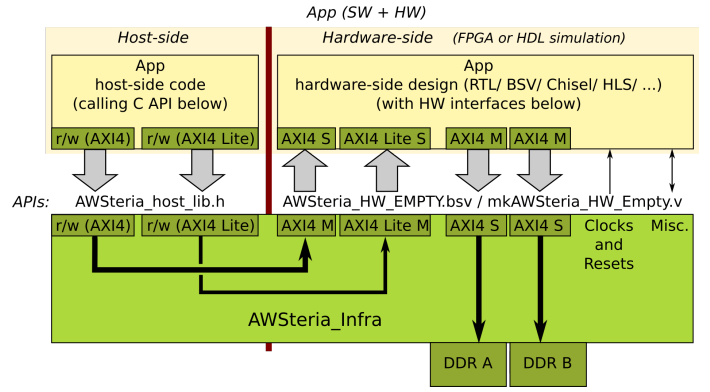 App (SW + HW)
Host-side
Hardware-side (FPGA or HDL simulation)
App
host-side code
(calling C API below)
App
hardware-side design (RTL/ BSV/ Chisel/ HLS/ ...)
(with HW interfaces below)
r/w (AXI4)
r/w (AXI4 Lite)
AXI4 S
AXI4 Lite S
AXI4 M
AXI4 M
APIs:
AWSteria_host_lib.h
AWSteria_HW_EMPTY.bsv / mkAWSteria_HW_Empty.v
r/w (AXI4)
r/w (AXI4 Lite)
AXI4 M
AXI4 Lite M
AXI4 S
AXI4 S
Clocks
and
Resets
Misc.
AWSteria_Infra
DDR A
DDR B